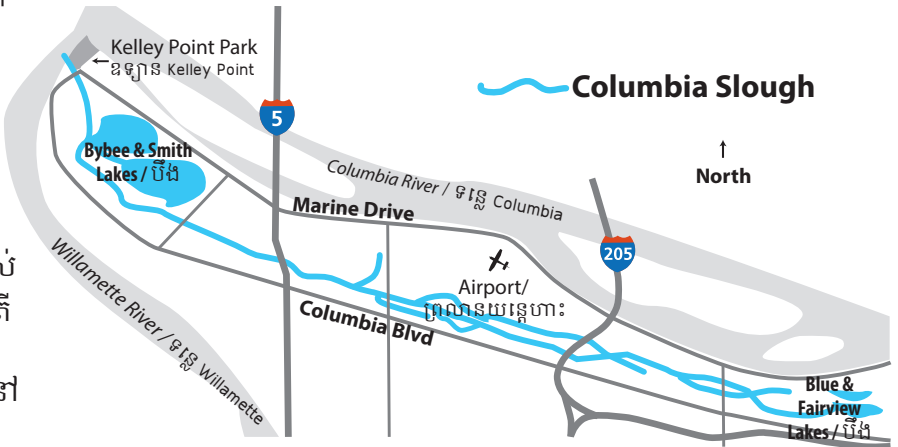 Kelley Point Park
ឧទ្យាន Kelley Point
5
Columbia Slough
Bybee & Smith
Lakes / បឹង
North
Columbia River / ទន្លេ Columbia
Marine Drive
205
Airport/
ព្រលានយន្តហោះ
Willamette River / ទន្លេ Willamette
Columbia Blvd
Blue &
Fairview
Lakes / បឹង